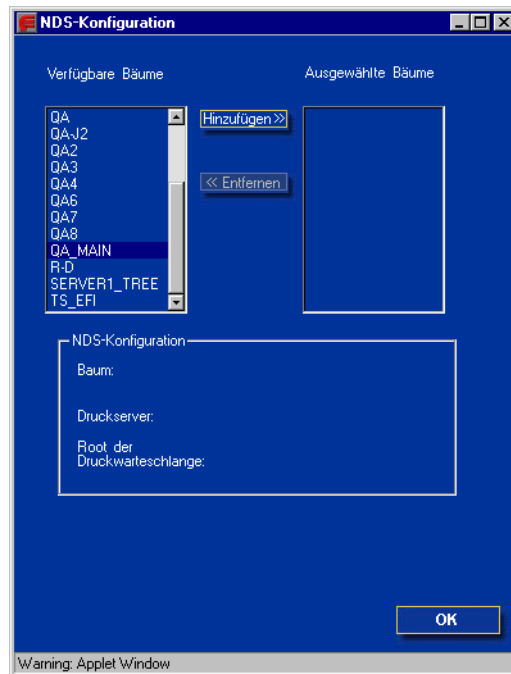 NDS-Konfiguration
Verfügbare Bäume
Ausgewählte Bäume
QA
QA-J2
QA2
QA3
QA4
QA6
QA7
QA8
QA_MAIN
R-D
SERVER1_TREE
TS_EFI
Hinzufügen >>
<< Entfernen
NDS-Konfiguration
Baum:
Druckserver:
Root der
Druckwarteschlange:
OK
Warning: Applet Window